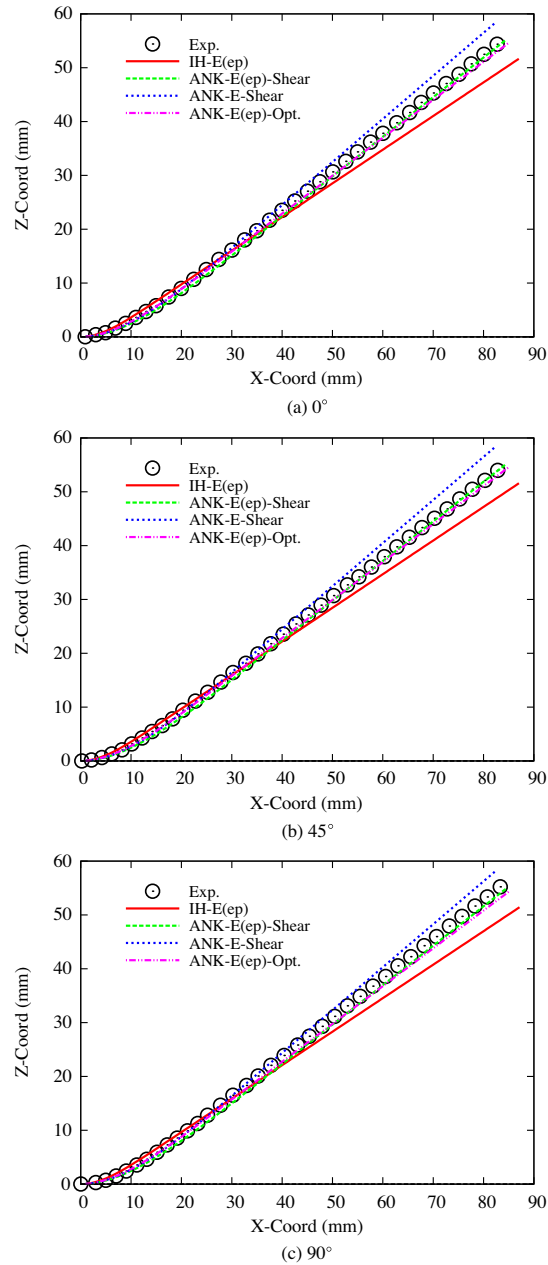 60
50
40
30
20
10
0
Z-Coord (mm)
Exp.
IH-E(ep)
ANK-E(ep)-Shear
ANK-E-Shear
ANK-E(ep)-Opt.
0 10 20 30 40 50 60 70 80 90
X-Coord (mm)
(a) 0°
60
50
40
30
20
10
0
Z-Coord (mm)
Exp.
IH-E(ep)
ANK-E(ep)-Shear
ANK-E-Shear
ANK-E(ep)-Opt.
0 10 20 30 40 50 60 70 80 90
X-Coord (mm)
(b) 45°
60
50
40
30
20
10
0
Z-Coord (mm)
Exp.
IH-E(ep)
ANK-E(ep)-Shear
ANK-E-Shear
ANK-E(ep)-Opt.
0 10 20 30 40 50 60 70 80 90
X-Coord (mm)
(c) 90°